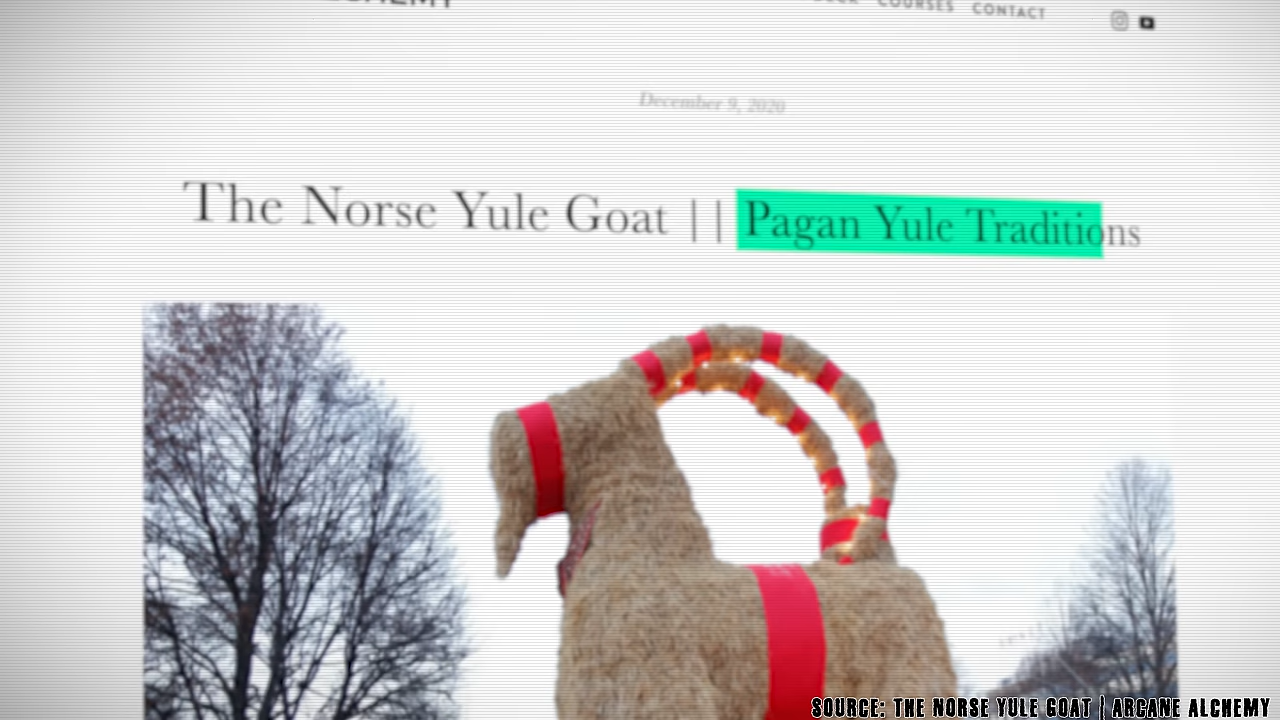 COURSES CONTACT
December 9, 2020
The Norse Yule Goat || Pagan Yule Traditions
SOURCE: THE NORSE YULE GOAT | ARCANE ALCHEMY